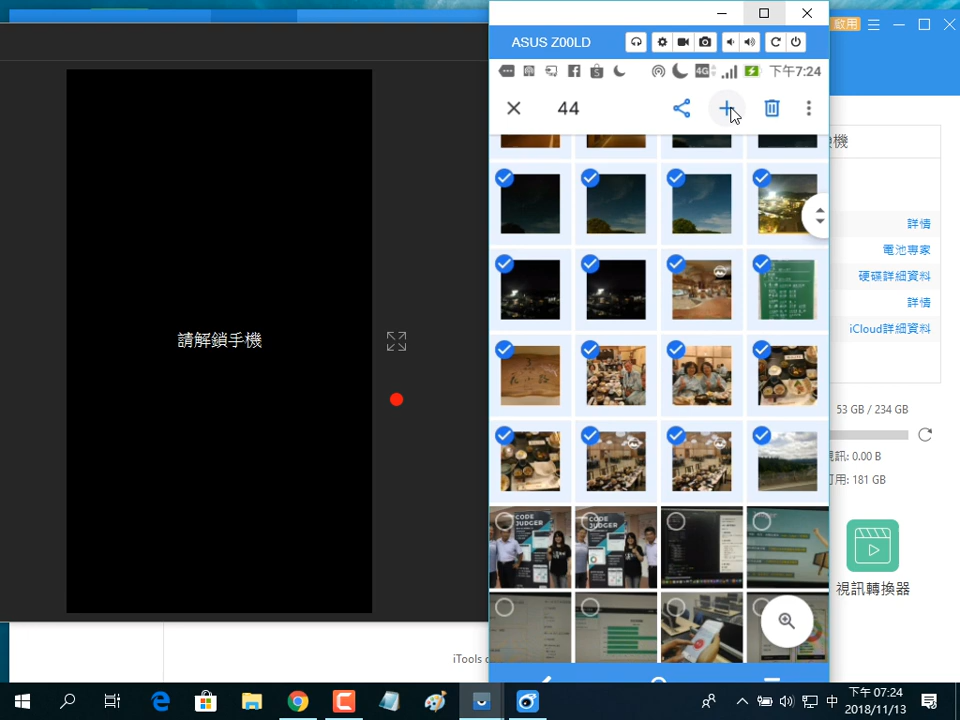 ASUS Z00LD
啟用
4G
下午7:24
44
機
詳情
電池專家
硬碟詳細資料
詳情
iCloud詳細資料
請解鎖手機
53 GB / 234 GB
視訊: 0.00 B
可用: 181 GB
CODE
JUDGER
CODE
JUDGER
視訊轉換器
iTools
中
下午 07:24
2018/11/13